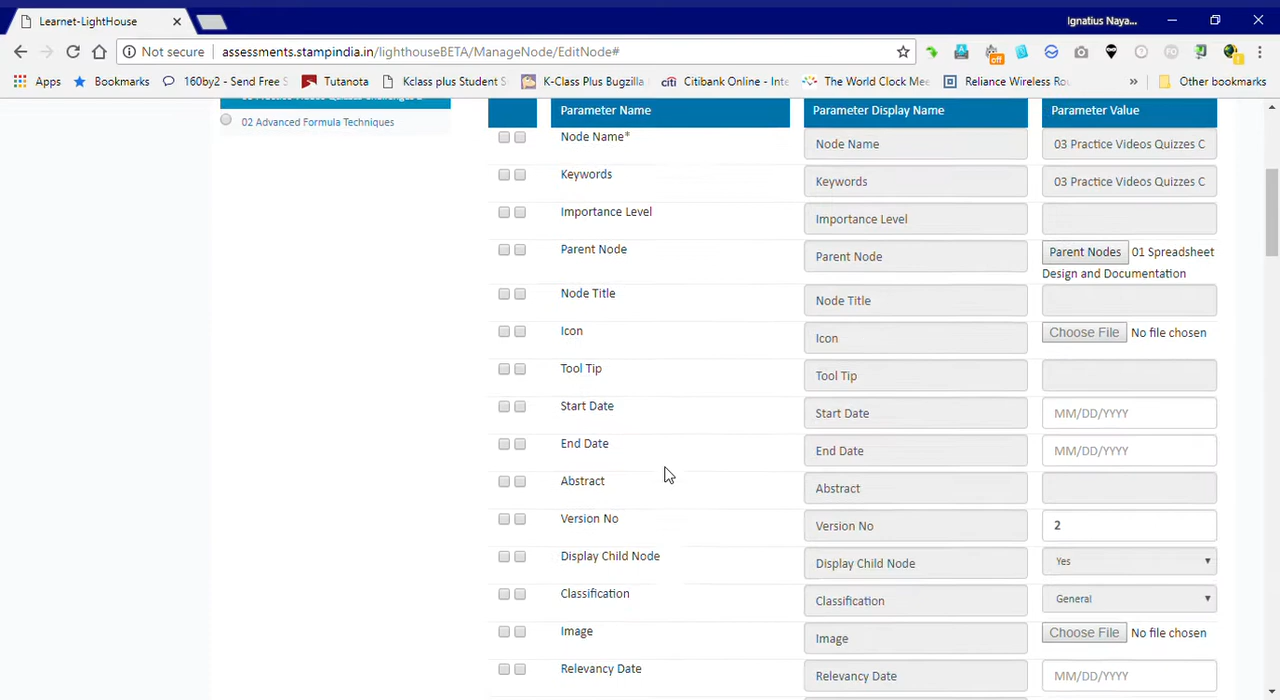 Learnet-LightHouse
Ignatius Naya...
Not secure
assessments.stampindia.in/lighthouseBETA/ManageNode/EditNode#
off
Apps
Bookmarks
160by2 - Send Free S
Tutanota
Kclass plus Student S
K-Class Plus Bugzilla
citi Citibank Online - Inte
The World Clock Mee
Reliance Wireless Rou
»
Other bookmarks
02 Advanced Formula Techniques
Parameter Name Parameter Display Name Parameter Value
Node Name* Node Name 03 Practice Videos Quizzes C
Keywords Keywords 03 Practice Videos Quizzes C
Importance Level Importance Level
Parent Node Parent Node Parent Nodes 01 Spreadsheet
Design and Documentation
Node Title Node Title
Icon Icon Choose File No file chosen
Tool Tip Tool Tip
Start Date Start Date MM/DD/YYYY
End Date End Date MM/DD/YYYY
Abstract Abstract
Version No Version No 2
Display Child Node Display Child Node Yes
Classification Classification General
Image Image Choose File No file chosen
Relevancy Date Relevancy Date MM/DD/YYYY